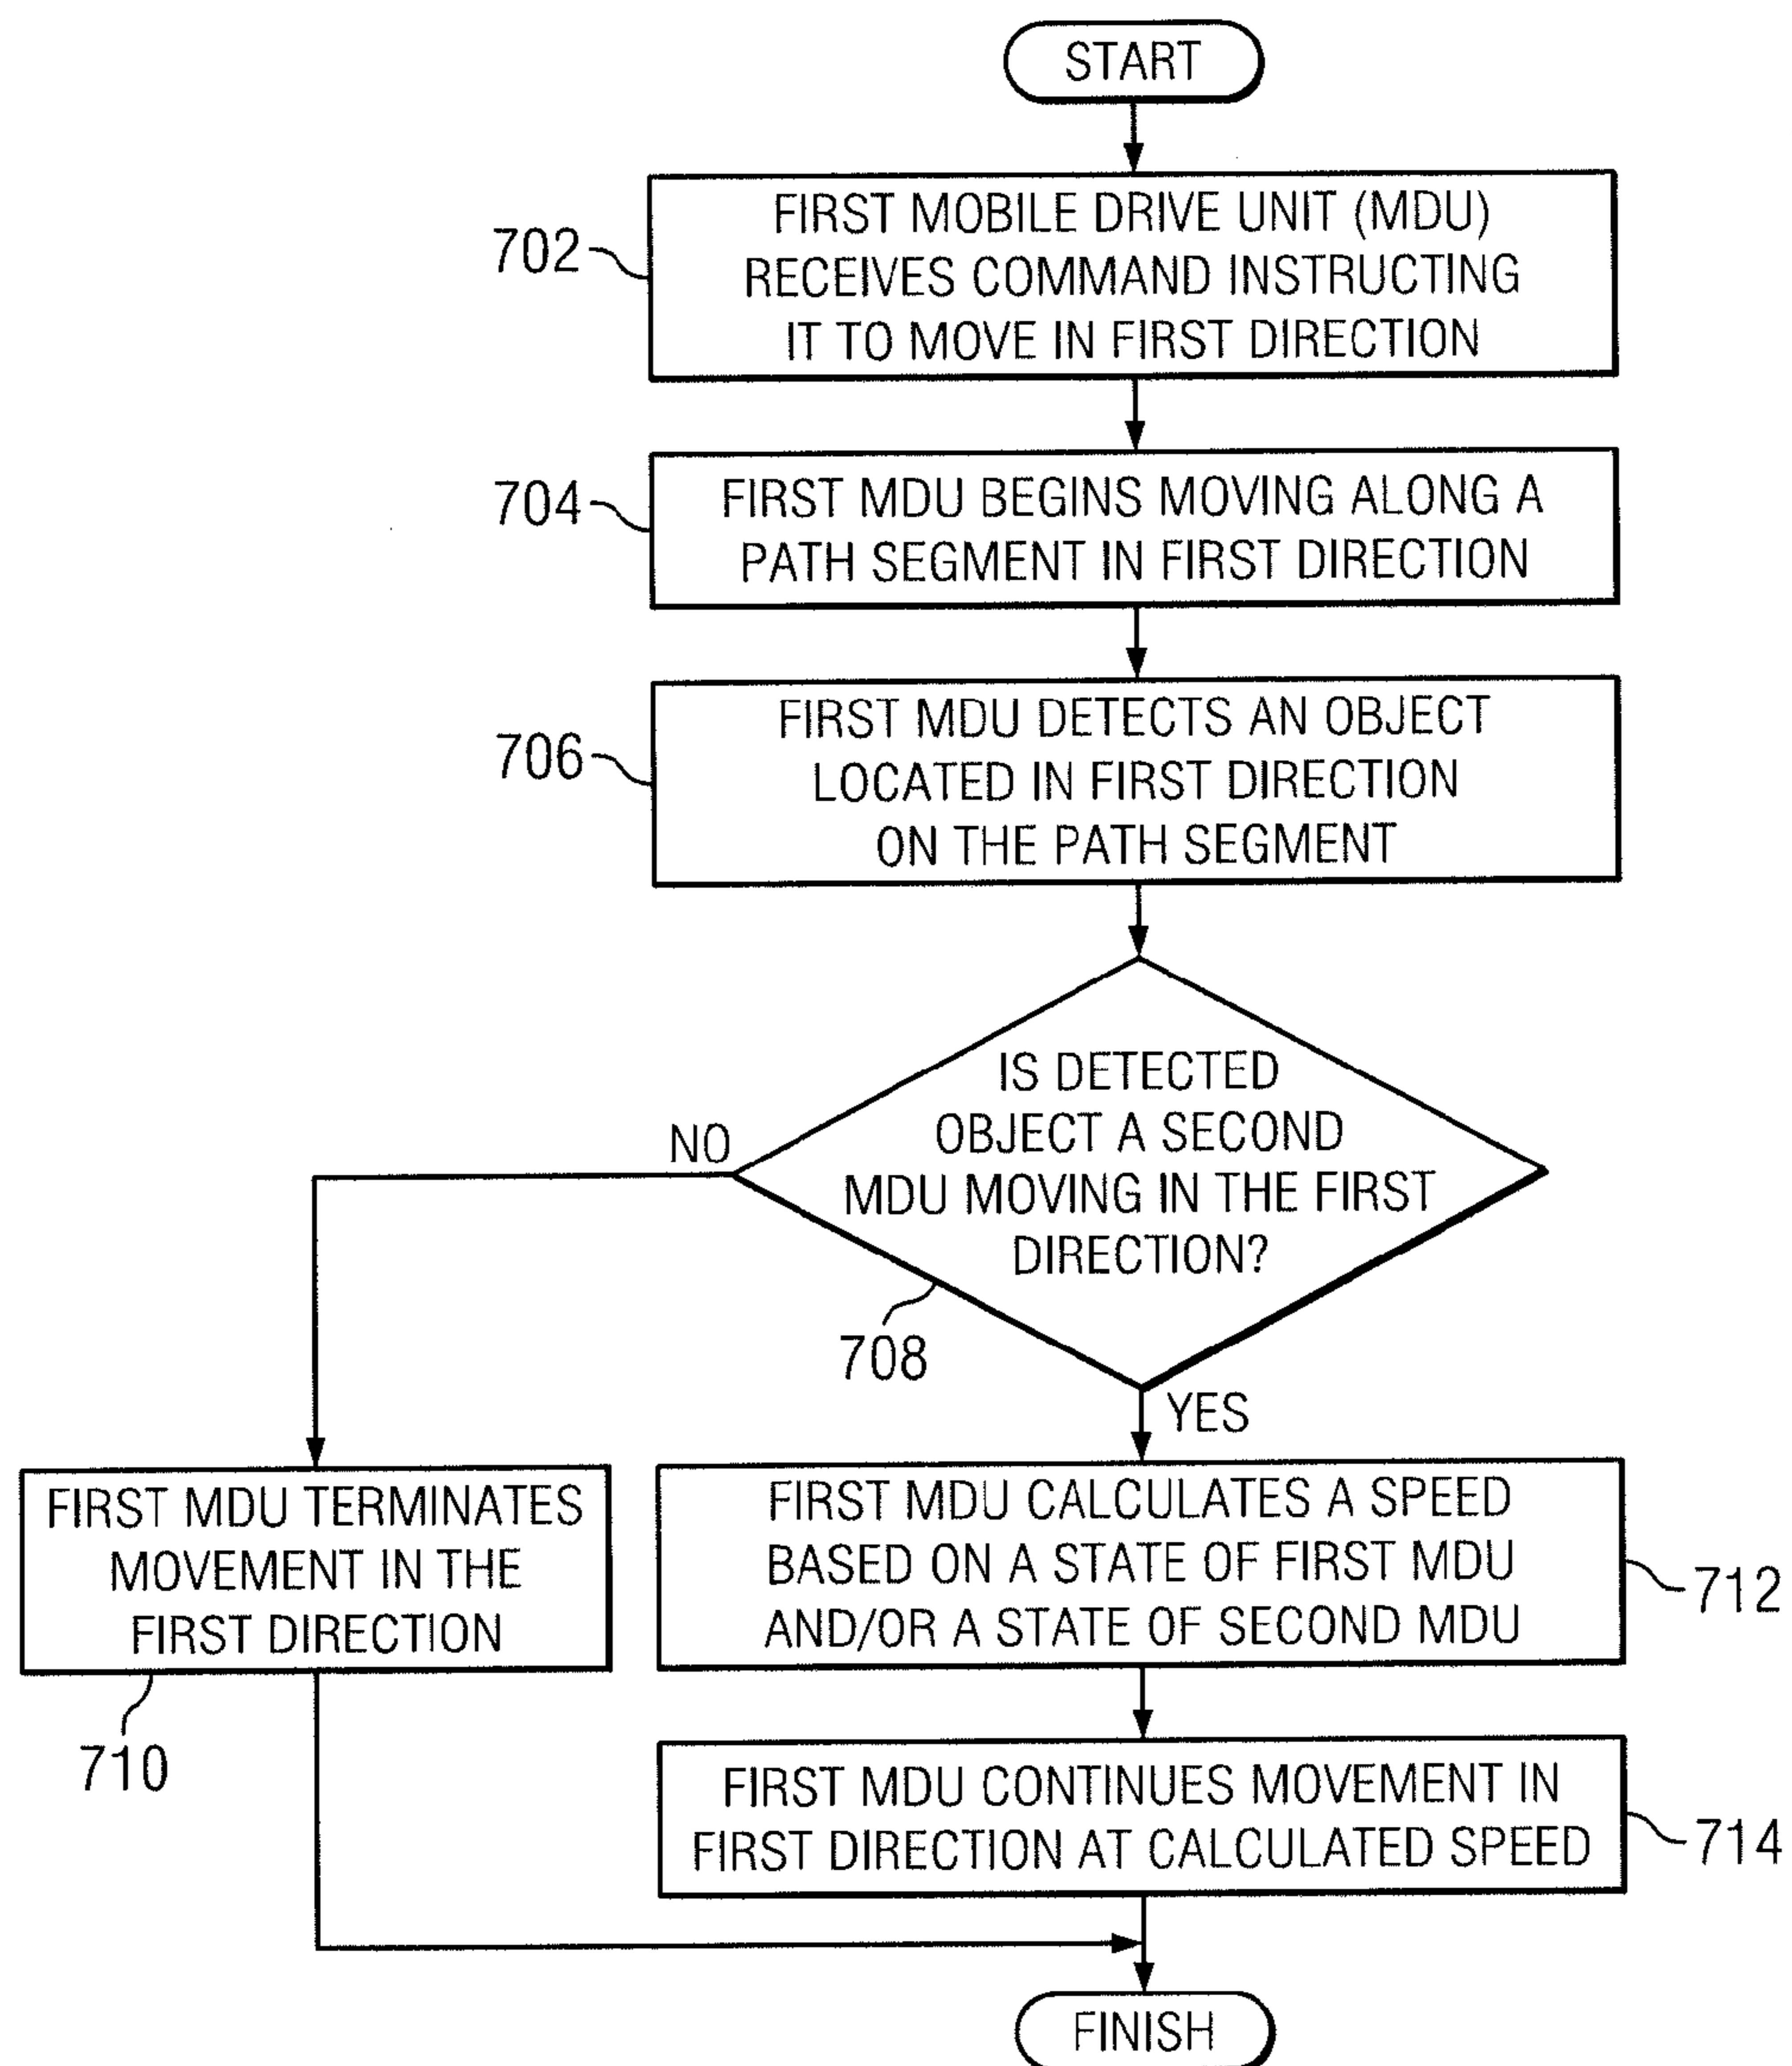 START
702
FIRST MOBILE DRIVE UNIT (MDU)
RECEIVES COMMAND INSTRUCTING
IT TO MOVE IN FIRST DIRECTION
704
FIRST MDU BEGINS MOVING ALONG A
PATH SEGMENT IN FIRST DIRECTION
706
FIRST MDU DETECTS AN OBJECT
LOCATED IN FIRST DIRECTION
ON THE PATH SEGMENT
IS DETECTED
OBJECT A SECOND
MDU MOVING IN THE FIRST
DIRECTION?
708
NO
YES
FIRST MDU TERMINATES
MOVEMENT IN THE
FIRST DIRECTION
710
FIRST MDU CALCULATES A SPEED
BASED ON A STATE OF FIRST MDU
AND/OR A STATE OF SECOND MDU
712
FIRST MDU CONTINUES MOVEMENT IN
FIRST DIRECTION AT CALCULATED SPEED
714
FINISH